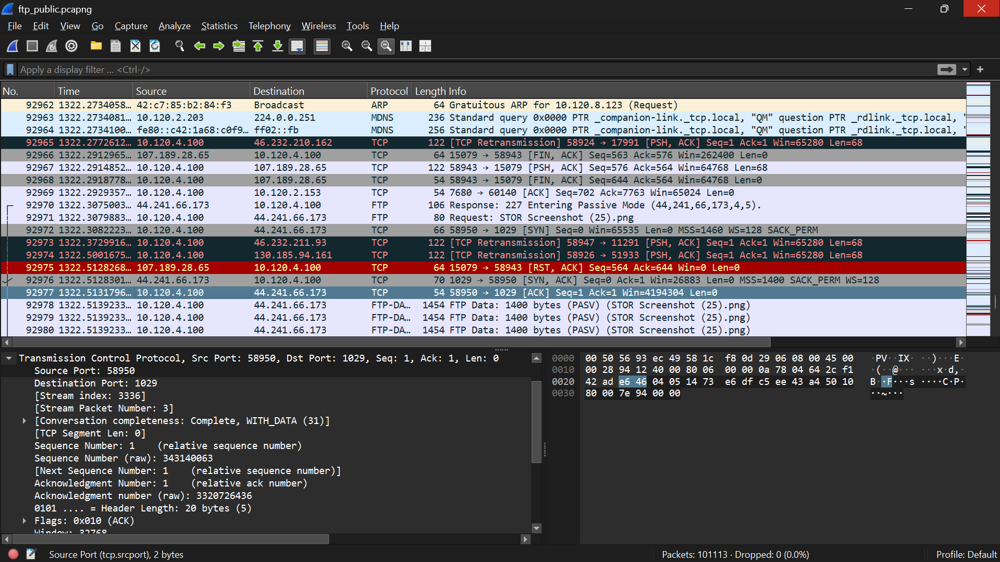 ftp_public.pcapng
File Edit View Go Capture Analyze Statistics Telephony Wireless Tools Help
Apply a display filter ... <Ctrl-/>
No. Time Source Destination Protocol Length Info
92962 1322.2734058… 42:c7:85:b2:84:f3 Broadcast ARP 64 Gratuitous ARP for 10.120.8.123 (Request)
92963 1322.2734081… 10.120.2.203 224.0.0.251 MDNS 236 Standard query 0x0000 PTR _companion-link._tcp.local, "QM" question PTR _rdlink._tcp.local, "
92964 1322.2734100… fe80::c42:1a68:c0f9… ff02::fb MDNS 256 Standard query 0x0000 PTR _companion-link._tcp.local, "QM" question PTR _rdlink._tcp.local, "
92965 1322.2772612… 10.120.4.100 46.232.210.162 TCP 122 [TCP Retransmission] 58924 → 17991 [PSH, ACK] Seq=1 Ack=1 Win=65280 Len=68
92966 1322.2912965… 107.189.28.65 10.120.4.100 TCP 64 15079 → 58943 [FIN, ACK] Seq=563 Ack=576 Win=262400 Len=0
92967 1322.2914852… 10.120.4.100 107.189.28.65 TCP 122 58943 → 15079 [PSH, ACK] Seq=576 Ack=564 Win=64768 Len=68
92968 1322.2918778… 10.120.4.100 107.189.28.65 TCP 54 58943 → 15079 [FIN, ACK] Seq=644 Ack=564 Win=64768 Len=0
92969 1322.2929357… 10.120.4.100 10.120.2.153 TCP 54 7680 → 60140 [ACK] Seq=702 Ack=7763 Win=65024 Len=0
92970 1322.3075003… 44.241.66.173 10.120.4.100 FTP 106 Response: 227 Entering Passive Mode (44,241,66,173,4,5).
92971 1322.3079883… 10.120.4.100 44.241.66.173 FTP 80 Request: STOR Screenshot (25).png
92972 1322.3082223… 10.120.4.100 44.241.66.173 TCP 66 58950 → 1029 [SYN] Seq=0 Win=65535 Len=0 MSS=1460 WS=128 SACK_PERM
92973 1322.3729916… 10.120.4.100 46.232.211.93 TCP 122 [TCP Retransmission] 58947 → 11291 [PSH, ACK] Seq=1 Ack=1 Win=65280 Len=68
92974 1322.5001675… 10.120.4.100 130.185.94.161 TCP 122 [TCP Retransmission] 58926 → 51933 [PSH, ACK] Seq=1 Ack=1 Win=65280 Len=68
92975 1322.5128268… 107.189.28.65 10.120.4.100 TCP 64 15079 → 58943 [RST, ACK] Seq=564 Ack=644 Win=0 Len=0
92976 1322.5128301… 44.241.66.173 10.120.4.100 TCP 70 1029 → 58950 [SYN, ACK] Seq=0 Ack=1 Win=26883 Len=0 MSS=1400 SACK_PERM WS=128
92977 1322.5131796… 10.120.4.100 44.241.66.173 TCP 54 58950 → 1029 [ACK] Seq=1 Ack=1 Win=4194304 Len=0
92978 1322.5139233… 10.120.4.100 44.241.66.173 FTP-DA… 1454 FTP Data: 1400 bytes (PASV) (STOR Screenshot (25).png)
92979 1322.5139233… 10.120.4.100 44.241.66.173 FTP-DA… 1454 FTP Data: 1400 bytes (PASV) (STOR Screenshot (25).png)
92980 1322.5139233… 10.120.4.100 44.241.66.173 FTP-DA… 1454 FTP Data: 1400 bytes (PASV) (STOR Screenshot (25).png)
Transmission Control Protocol, Src Port: 58950, Dst Port: 1029, Seq: 1, Ack: 1, Len: 0
Source Port: 58950
Destination Port: 1029
[Stream index: 3336]
[Stream Packet Number: 3]
[Conversation completeness: Complete, WITH_DATA (31)]
[TCP Segment Len: 0]
Sequence Number: 1 (relative sequence number)
Sequence Number (raw): 343140063
[Next Sequence Number: 1 (relative sequence number)]
Acknowledgment Number: 1 (relative ack number)
Acknowledgment number (raw): 3320726436
0101 .... = Header Length: 20 bytes (5)
Flags: 0x010 (ACK)
Window: 32768
0000 00 50 56 93 ec 49 58 1c f8 0d 29 06 08 00 45 00 ·PV··IX· ··)···E·
0010 00 28 94 12 40 00 80 06 00 00 0a 78 04 64 2c f1 ·(··@··· ···x·d,·
0020 42 ad e6 46 04 05 14 73 e6 df c5 ee 43 a4 50 10 B··F···s ····C·P·
0030 80 00 7e 94 00 00 ··~···
Source Port (tcp.srcport), 2 bytes
Packets: 101113 · Dropped: 0 (0.0%)
Profile: Default